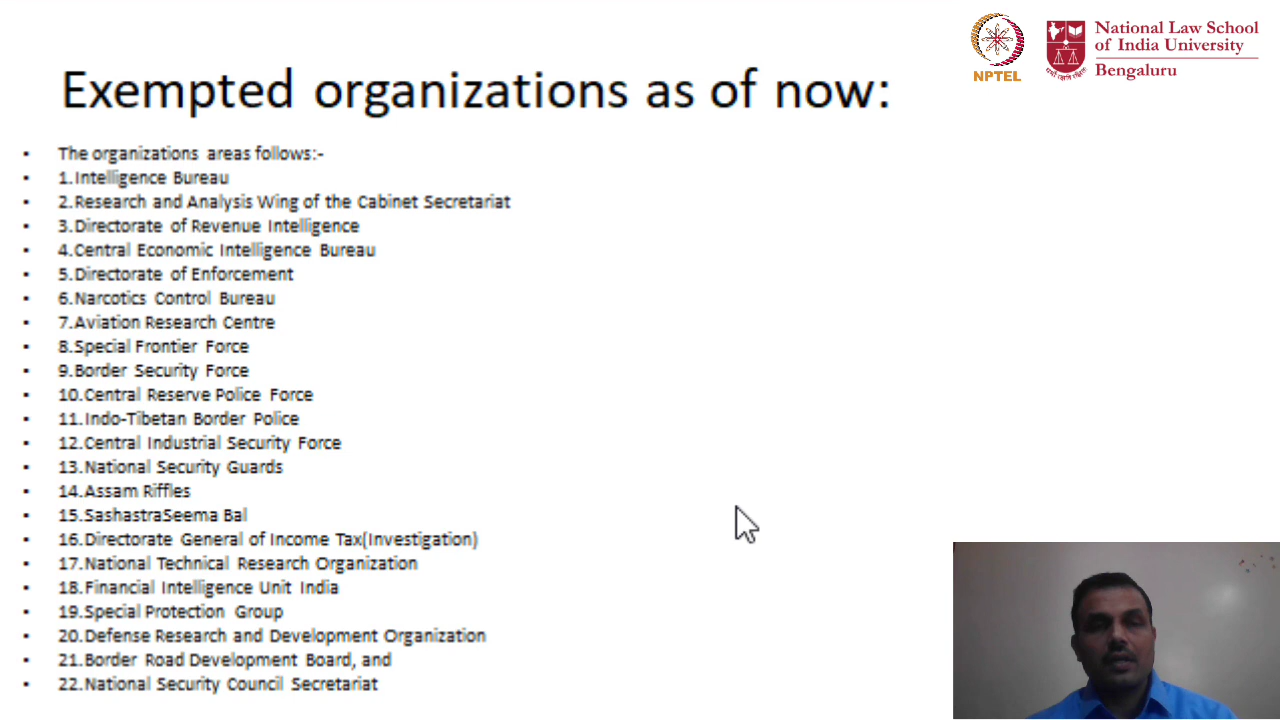 NPTEL
National Law School
of India University
Bengaluru
Exempted organizations as of now:
• The organizations areas follows:-
• 1.Intelligence Bureau
• 2.Research and Analysis Wing of the Cabinet Secretariat
• 3.Directorate of Revenue Intelligence
• 4.Central Economic Intelligence Bureau
• 5.Directorate of Enforcement
• 6.Narcotics Control Bureau
• 7.Aviation Research Centre
• 8.Special Frontier Force
• 9.Border Security Force
• 10.Central Reserve Police Force
• 11.Indo-Tibetan Border Police
• 12.Central Industrial Security Force
• 13.National Security Guards
• 14.Assam Riffles
• 15.SashastraSeema Bal
• 16.Directorate General of Income Tax(Investigation)
• 17.National Technical Research Organization
• 18.Financial Intelligence Unit India
• 19.Special Protection Group
• 20.Defense Research and Development Organization
• 21.Border Road Development Board, and
• 22.National Security Council Secretariat